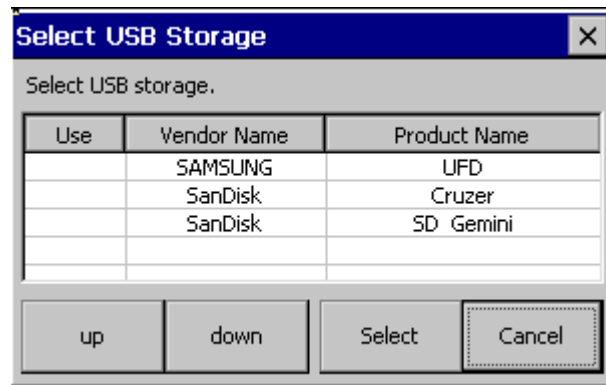 Select USB Storage
Select USB storage.
Use Vendor Name Product Name
SAMSUNG UFD
SanDisk Cruzer
SanDisk SD Gemini
up down Select Cancel